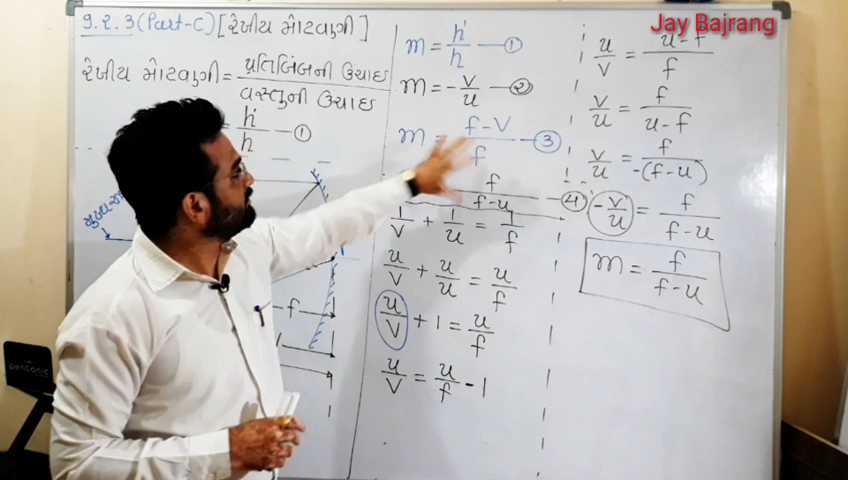 Jay Bajrang
9.2.3 (Part-C) [રેખીય મોટવણી]
રેખીય મોટવણી = પ્રતિબિંબની ઉંચાઇ / વસ્તુની ઉંચાઇ
= h' / h — ①
f
m = h' / h — ①
m = - v / u — ②
m = f - v / f — ③
f / f-u — ④
1/v + 1/u = 1/f
u/v + u/u = u/f
u/v + 1 = u/f
u/v = u/f - 1
u/v = u-f / f
v/u = f / u-f
v/u = f / -(f-u)
- v/u = f / f-u
m = f / f-u